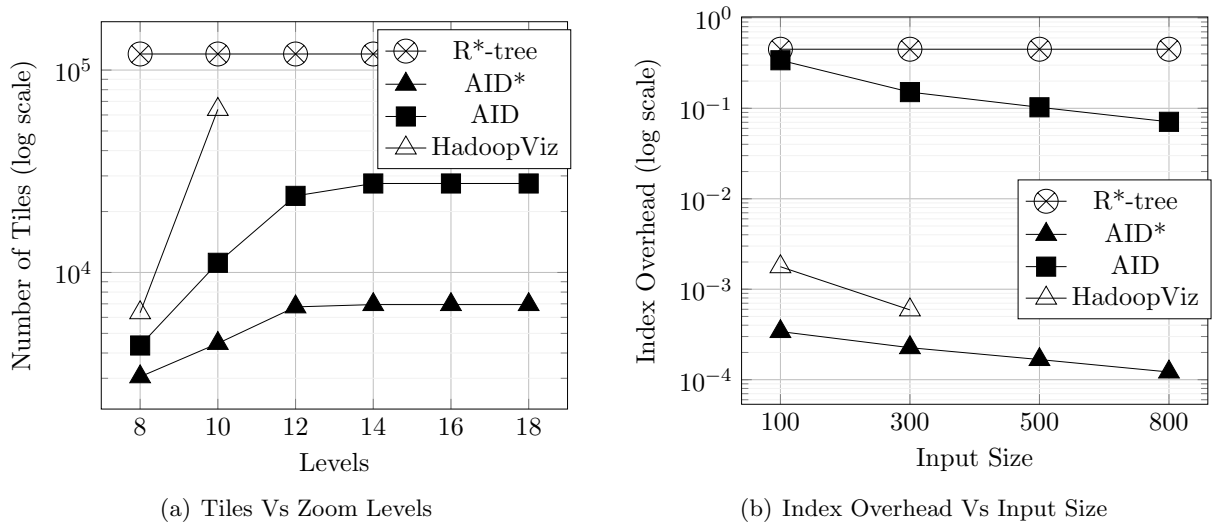 Number of Tiles (log scale)
10^5
10^4
8 10 12 14 16 18
Levels
R*-tree
AID*
AID
HadoopViz
(a) Tiles Vs Zoom Levels
Index Overhead (log scale)
10^0
10^−1
10^−2
10^−3
10^−4
100 300 500 800
Input Size
R*-tree
AID*
AID
HadoopViz
(b) Index Overhead Vs Input Size